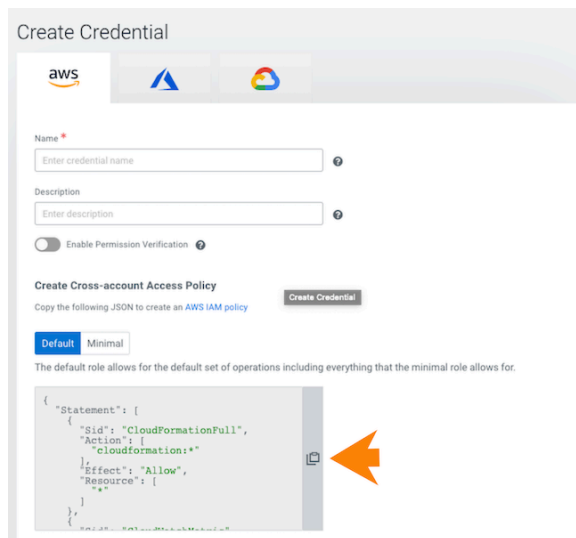 Create Credential
aws
Name *
Enter credential name
Description
Enter description
Enable Permission Verification
Create Cross-account Access Policy
Create Credential
Copy the following JSON to create an AWS IAM policy
Default Minimal
The default role allows for the default set of operations including everything that the minimal role allows for.
{
"Statement": [
{
"Sid": "CloudFormationFull",
"Action": [
"cloudformation:*"
],
"Effect": "Allow",
"Resource": [
"*"
]
},
{